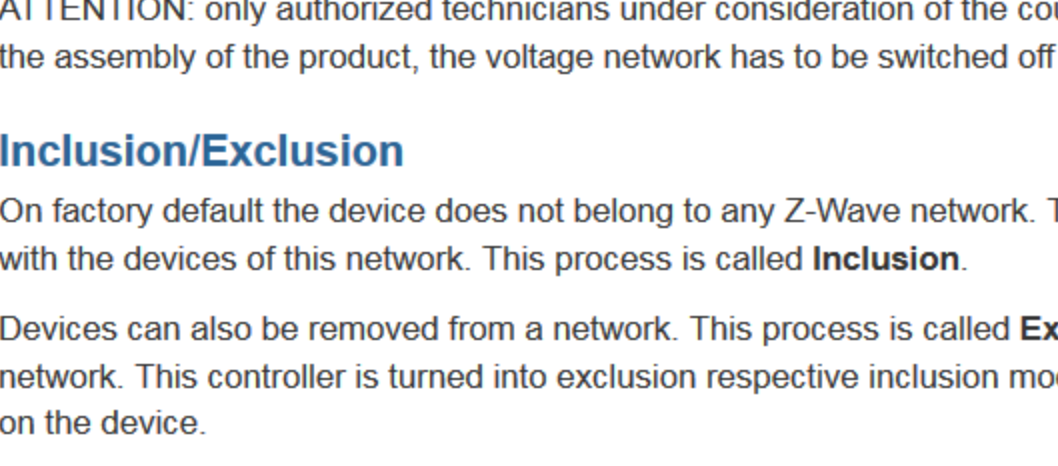 ATTENTION: only authorized technicians under consideration of the
the assembly of the product, the voltage network has to be switched off
Inclusion/Exclusion
On factory default the device does not belong to any Z-Wave network.
with the devices of this network. This process is called Inclusion.
Devices can also be removed from a network. This process is called
network. This controller is turned into exclusion respective inclusion
on the device.